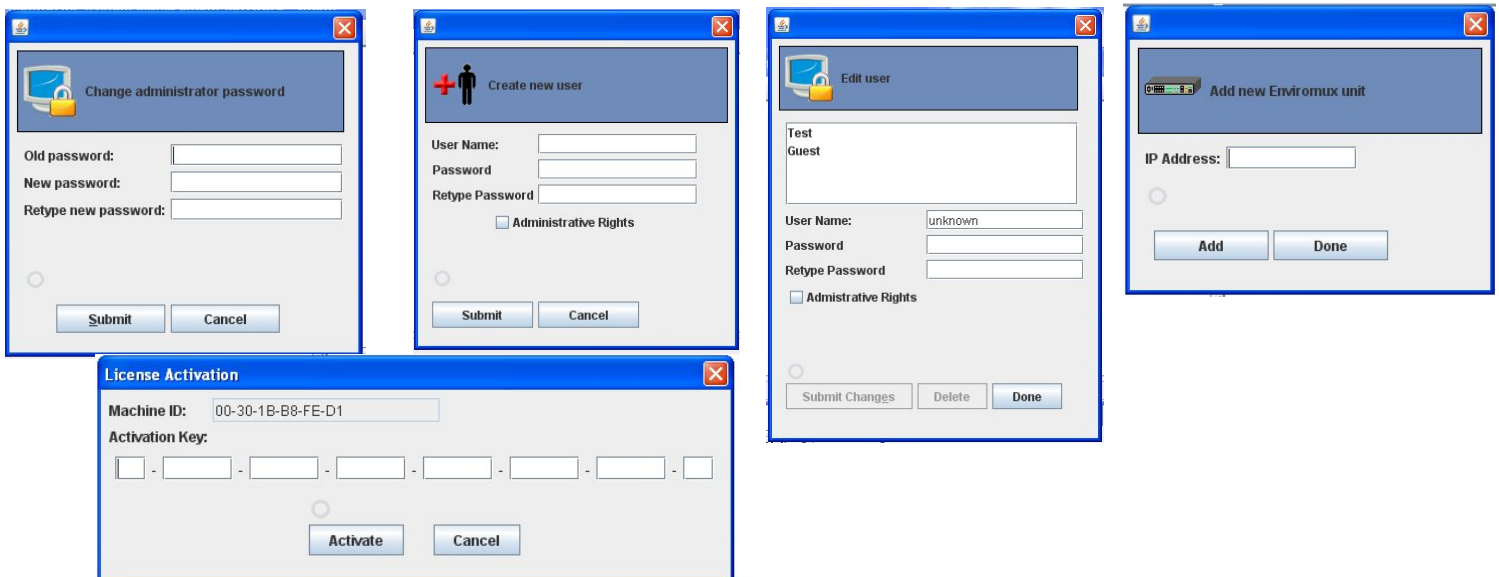 Change administrator password
Old password:
New password:
Retype new password:
Submit
Cancel
Create new user
User Name:
Password
Retype Password
Administrative Rights
Submit
Cancel
Edit user
Test
Guest
User Name: unknown
Password
Retype Password
Admistrative Rights
Submit Changes
Delete
Done
Add new Enviromux unit
IP Address:
Add
Done
License Activation
Machine ID: 00-30-1B-B8-FE-D1
Activation Key:
- - - - - - -
Activate
Cancel